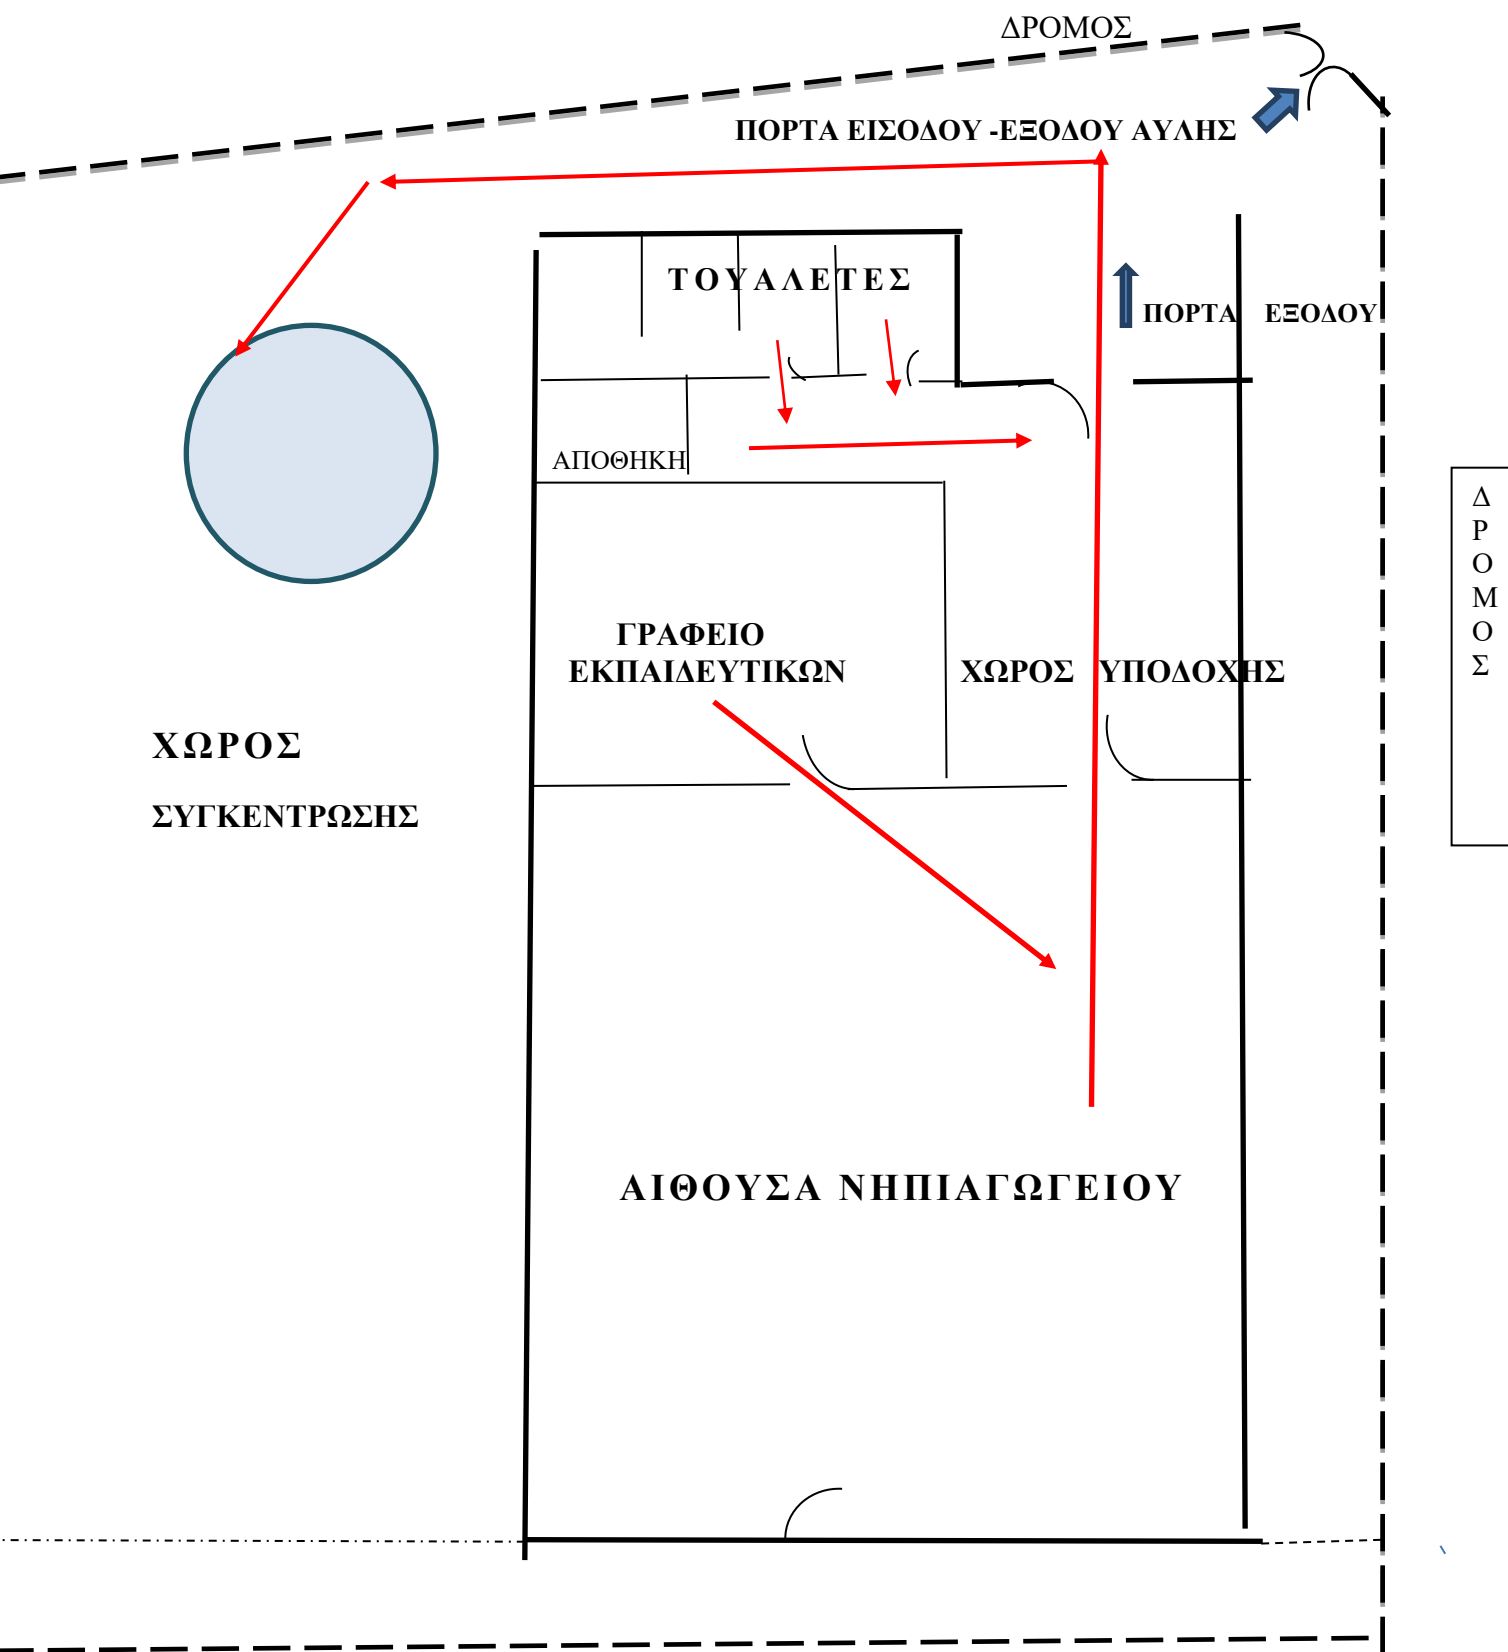 ΔΡΟΜΟΣ
ΠΟΡΤΑ ΕΙΣΟΔΟΥ -ΕΞΟΔΟΥ ΑΥΛΗΣ
ΤΟΥΑΛΕΤΕΣ
ΠΟΡΤΑ ΕΞΟΔΟΥ
ΑΠΟΘΗΚΗ
Δ
Ρ
Ο
Μ
Ο
Σ
ΓΡΑΦΕΙΟ
ΕΚΠΑΙΔΕΥΤΙΚΩΝ
ΧΩΡΟΣ ΥΠΟΔΟΧΗΣ
ΧΩΡΟΣ
ΣΥΓΚΕΝΤΡΩΣΗΣ
ΑΙΘΟΥΣΑ ΝΗΠΙΑΓΩΓΕΙΟΥ